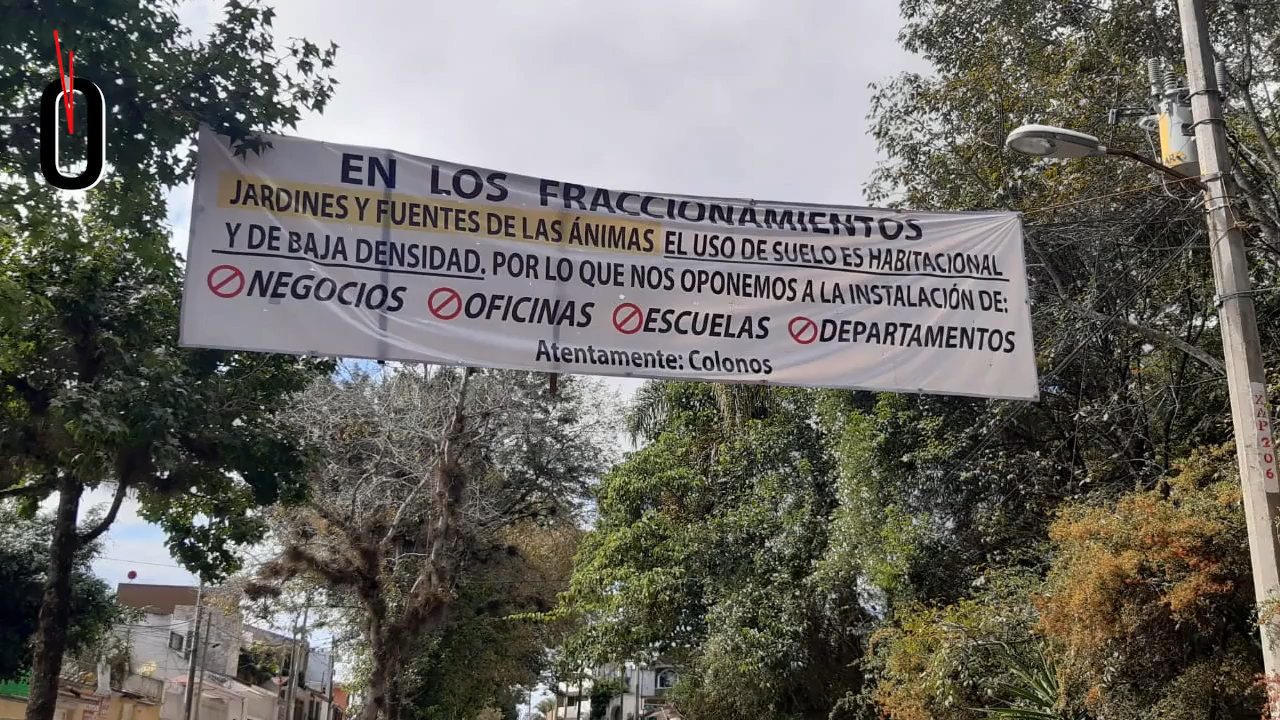 EN LOS FRACCIONAMIENTOS
JARDINES Y FUENTES DE LAS ÁNIMAS EL USO DE SUELO ES HABITACIONAL
Y DE BAJA DENSIDAD. POR LO QUE NOS OPONEMOS A LA INSTALACIÓN DE:
NEGOCIOS OFICINAS ESCUELAS DEPARTAMENTOS
Atentamente: Colonos
XAP 206